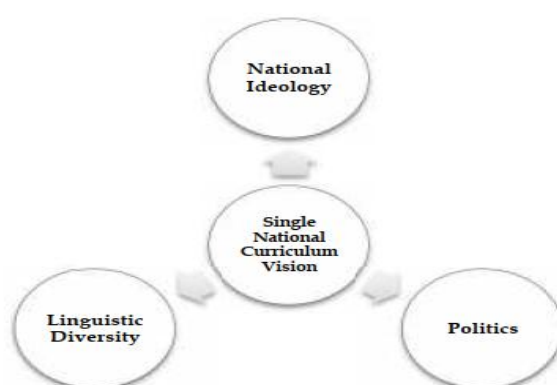 National
Ideology
Single
National
Curriculum
Vision
Linguistic
Diversity
Politics